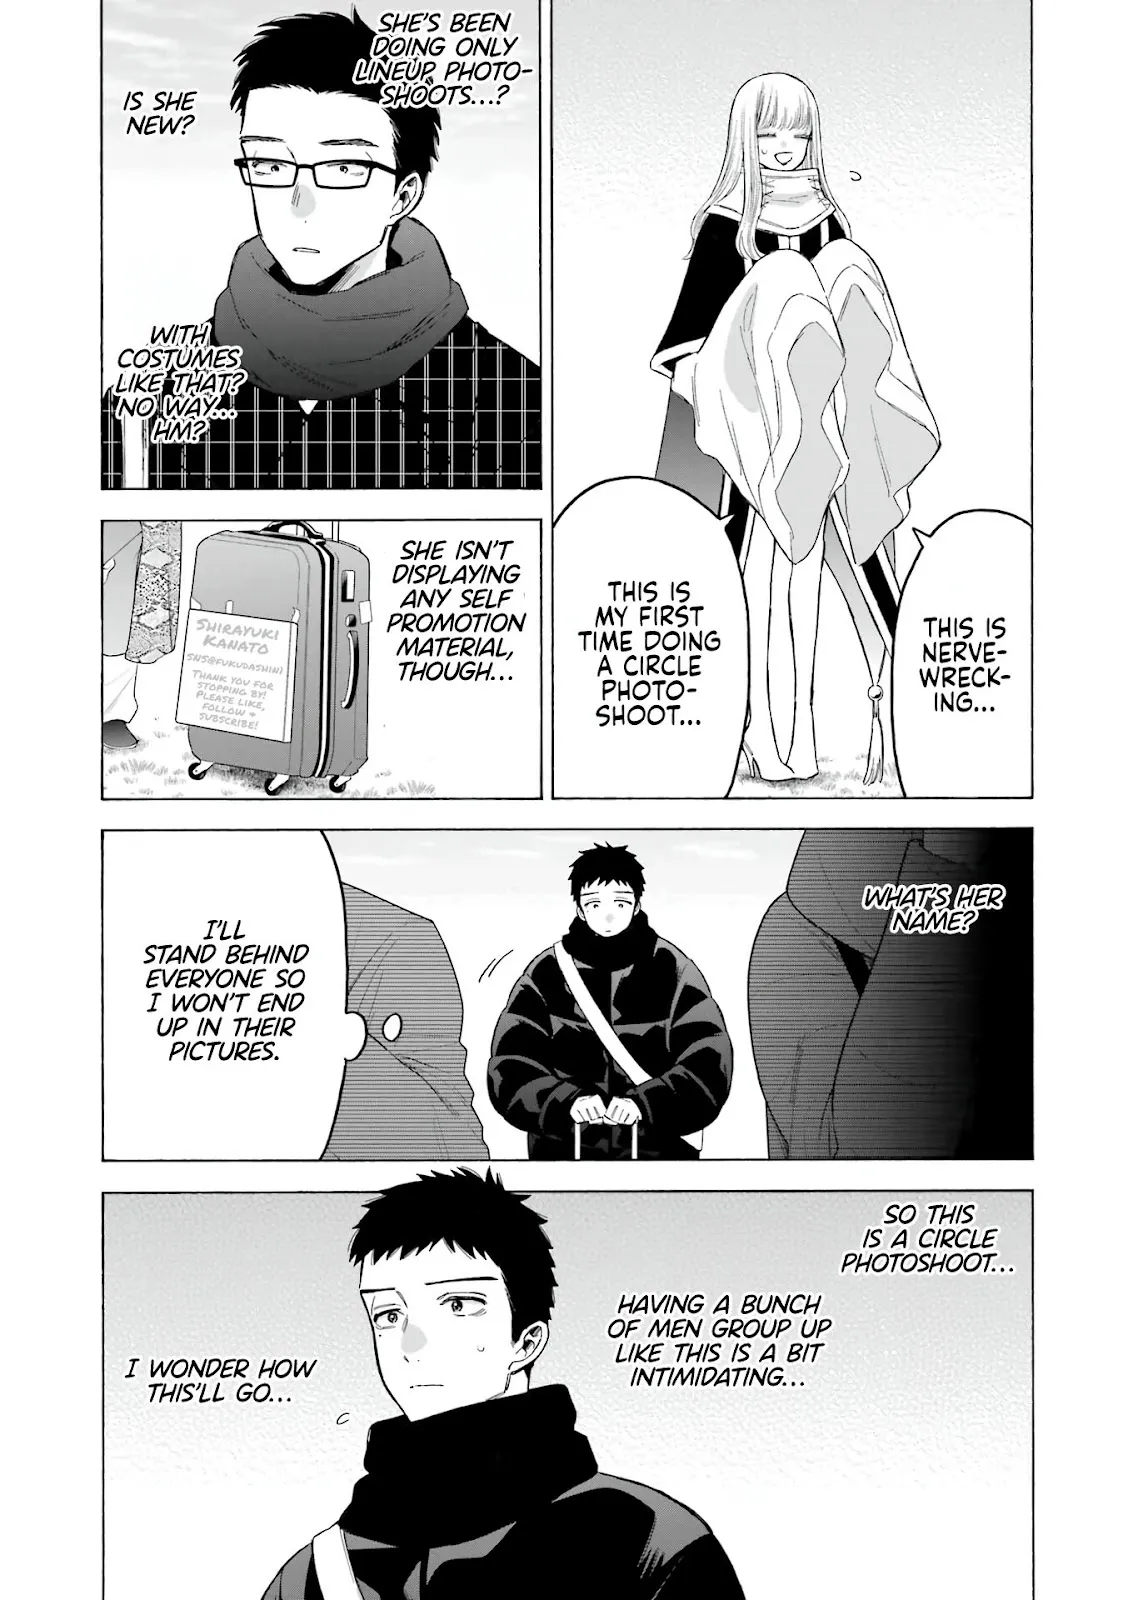 THIS IS
NERVE-
WRECK-
ING...
THIS IS
MY FIRST
TIME DOING
A CIRCLE
PHOTO-
SHOOT...
SHE'S BEEN
DOING ONLY
LINEUP PHOTO-
SHOOTS...?
IS SHE
NEW?
WITH
COSTUMES
LIKE THAT?
NO WAY...
HM?
SHE ISN'T
DISPLAYING
ANY SELF
PROMOTION
MATERIAL,
THOUGH...
SHIRAYUKI
KANATO
SNS@FUKUDASHINI
THANK YOU FOR
STOPPING BY!
PLEASE LIKE,
FOLLOW &
SUBSCRIBE!
WHAT'S HER
NAME?
I'LL
STAND BEHIND
EVERYONE SO
I WON'T END
UP IN THEIR
PICTURES.
SO THIS
IS A CIRCLE
PHOTOSHOOT...
HAVING A BUNCH
OF MEN GROUP UP
LIKE THIS IS A BIT
INTIMIDATING...
I WONDER HOW
THIS'LL GO...